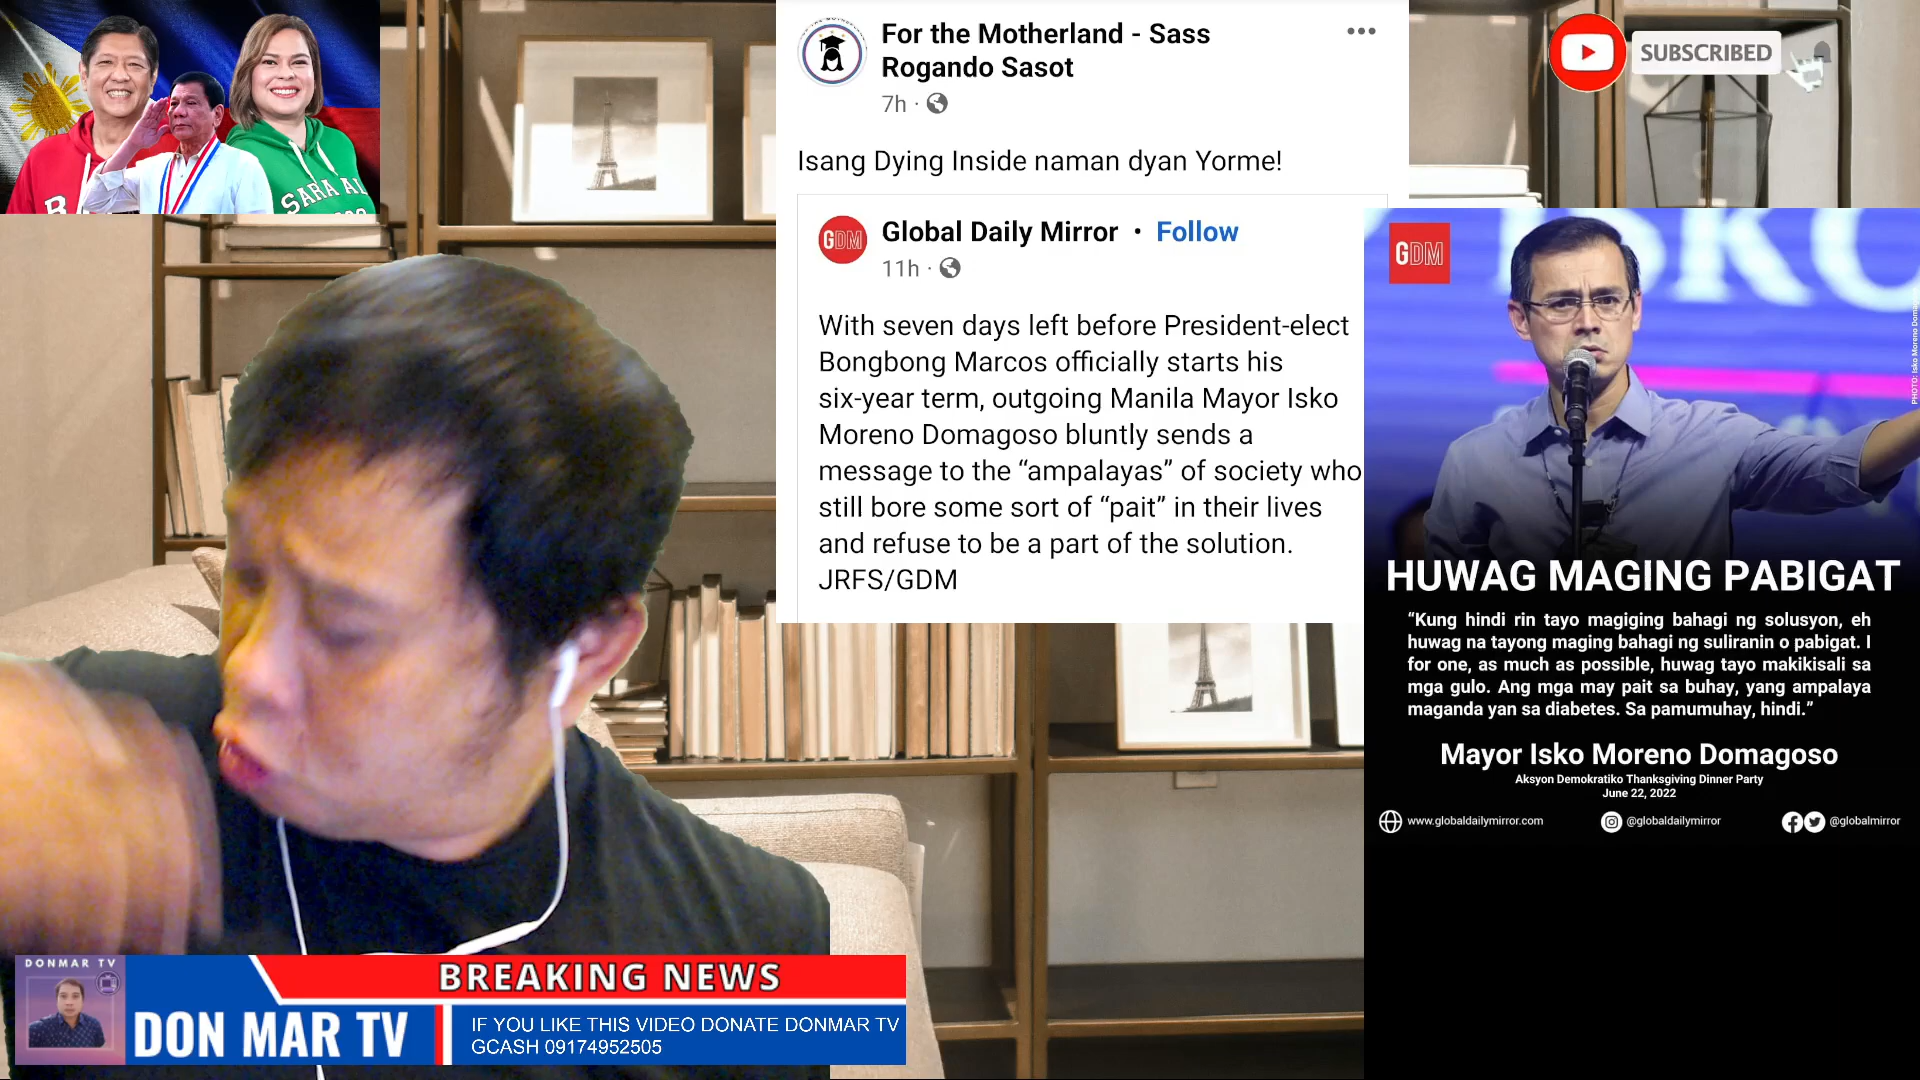 For the Motherland - Sass
Rogando Sasot
7h ·
Isang Dying Inside naman dyan Yorme!
GDM
Global Daily Mirror • Follow
11h ·
With seven days left before President-elect
Bongbong Marcos officially starts his
six-year term, outgoing Manila Mayor Isko
Moreno Domagoso bluntly sends a
message to the “ampalayas” of society who
still bore some sort of “pait” in their lives
and refuse to be a part of the solution.
JRFS/GDM
SUBSCRIBED
SARA
GDM
ISKO
HUWAG MAGING PABIGAT
“Kung hindi rin tayo magiging bahagi ng solusyon, eh
huwag na tayong maging bahagi ng suliranin o pabigat. I
for one, as much as possible, huwag tayo makikisali sa
mga gulo. Ang mga may pait sa buhay, yang ampalaya
maganda yan sa diabetes. Sa pamumuhay, hindi.”
Mayor Isko Moreno Domagoso
Aksyon Demokratiko Thanksgiving Dinner Party
June 22, 2022
www.globaldailymirror.com
@globaldailymirror
@globalmirror
DONMAR TV
BREAKING NEWS
DON MAR TV
IF YOU LIKE THIS VIDEO DONATE DONMAR TV
GCASH 09174952505